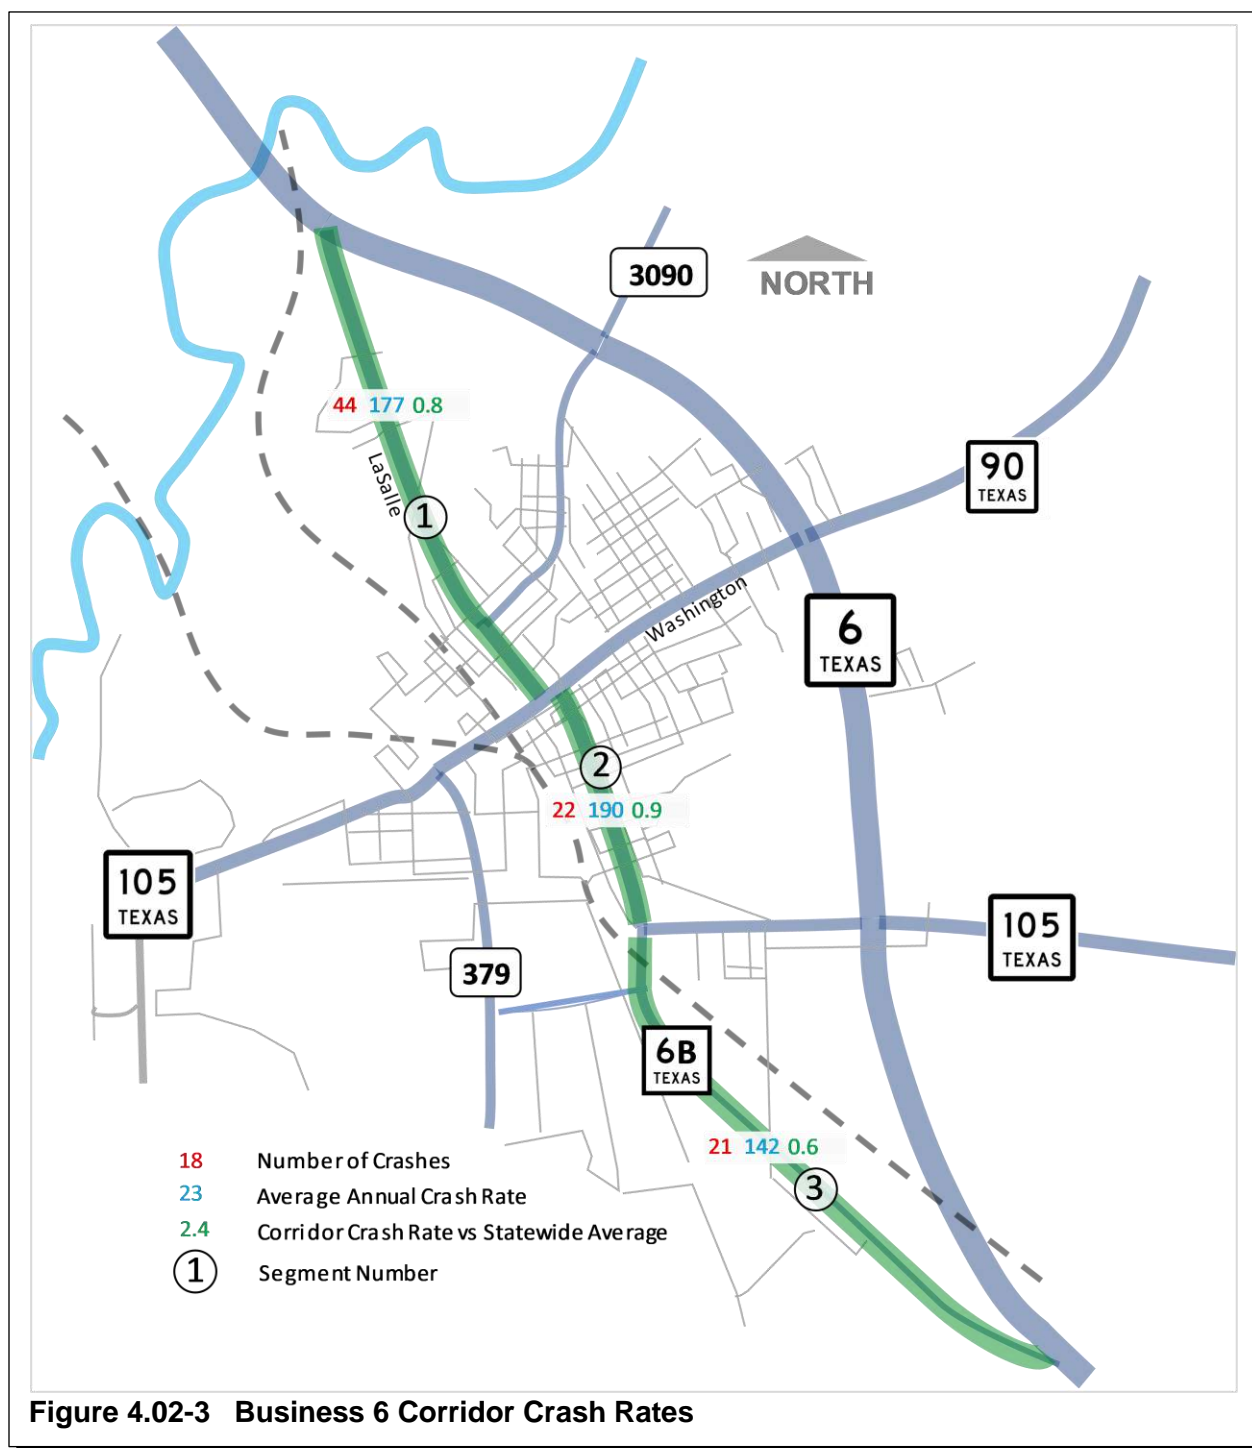 3090
NORTH
44 177 0.8
90
TEXAS
LaSalle
1
Washington
6
TEXAS
2
22 190 0.9
105
TEXAS
105
TEXAS
379
6B
TEXAS
21 142 0.6
3
18 Number of Crashes
23 Average Annual Crash Rate
2.4 Corridor Crash Rate vs Statewide Average
1 Segment Number
Figure 4.02-3 Business 6 Corridor Crash Rates